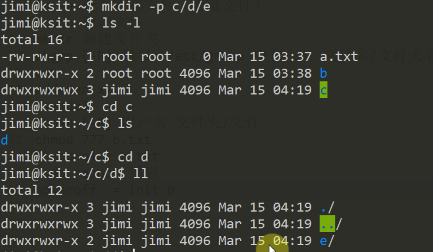 jimi@ksit:~$ mkdir -p c/d/e
jimi@ksit:~$ ls -l
total 16
-rw-rw-r-- 1 root root    0 Mar 15 03:37 a.txt
drwxrwxr-x 2 root root 4096 Mar 15 03:38 b
drwxrwxrwx 3 jimi jimi 4096 Mar 15 04:19 c
jimi@ksit:~$ cd c
jimi@ksit:~/c$ ls
d
jimi@ksit:~/c$ cd d
jimi@ksit:~/c/d$ ll
total 12
drwxrwxr-x 3 jimi jimi 4096 Mar 15 04:19 ./
drwxrwxrwx 3 jimi jimi 4096 Mar 15 04:19 ../
drwxrwxr-x 2 jimi jimi 4096 Mar 15 04:19 e/